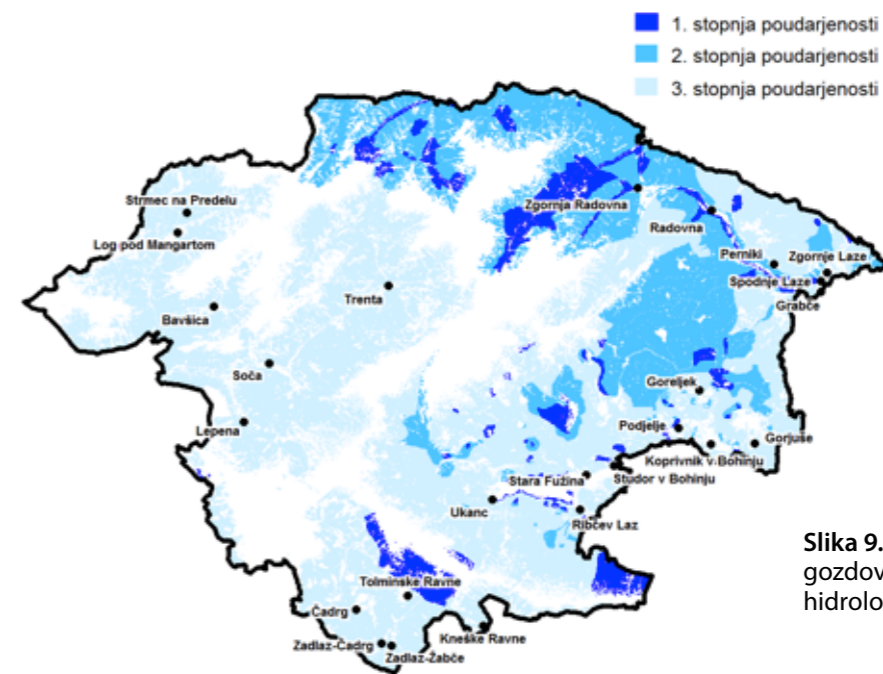 1. stopnja poudarjenosti
2. stopnja poudarjenosti
3. stopnja poudarjenosti
Strmec na Predelu
Log pod Mangartom
Zgornja Radovna
Radovna
Perniki
Zgornje Laze
Spodnje Laze
Grabče
Trenta
Bavšica
Soča
Goreljek
Lepena
Podjelje
Gorjuše
Koprivnik v Bohinju
Stara Fužina
Studor v Bohinju
Ukanc
Ribčev Laz
Slika 9.
gozdov
hidrolo
Tolminske Ravne
Čadrg
Kneške Ravne
Zadlaz-Čadrg
Zadlaz-Žabče